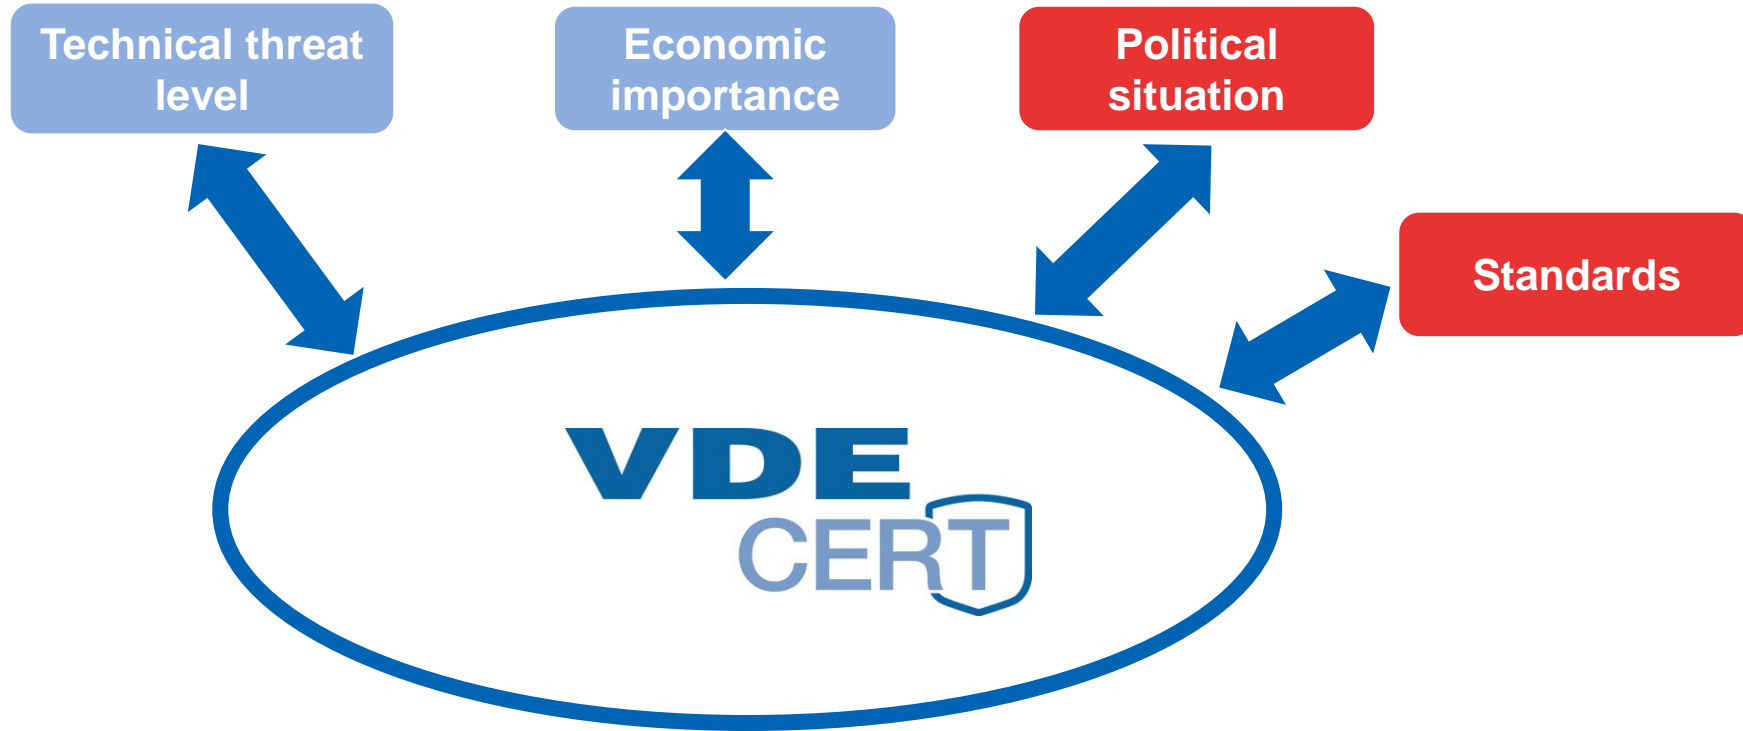 Technical threat
level
Economic
importance
Political
situation
Standards
VDE
CERT